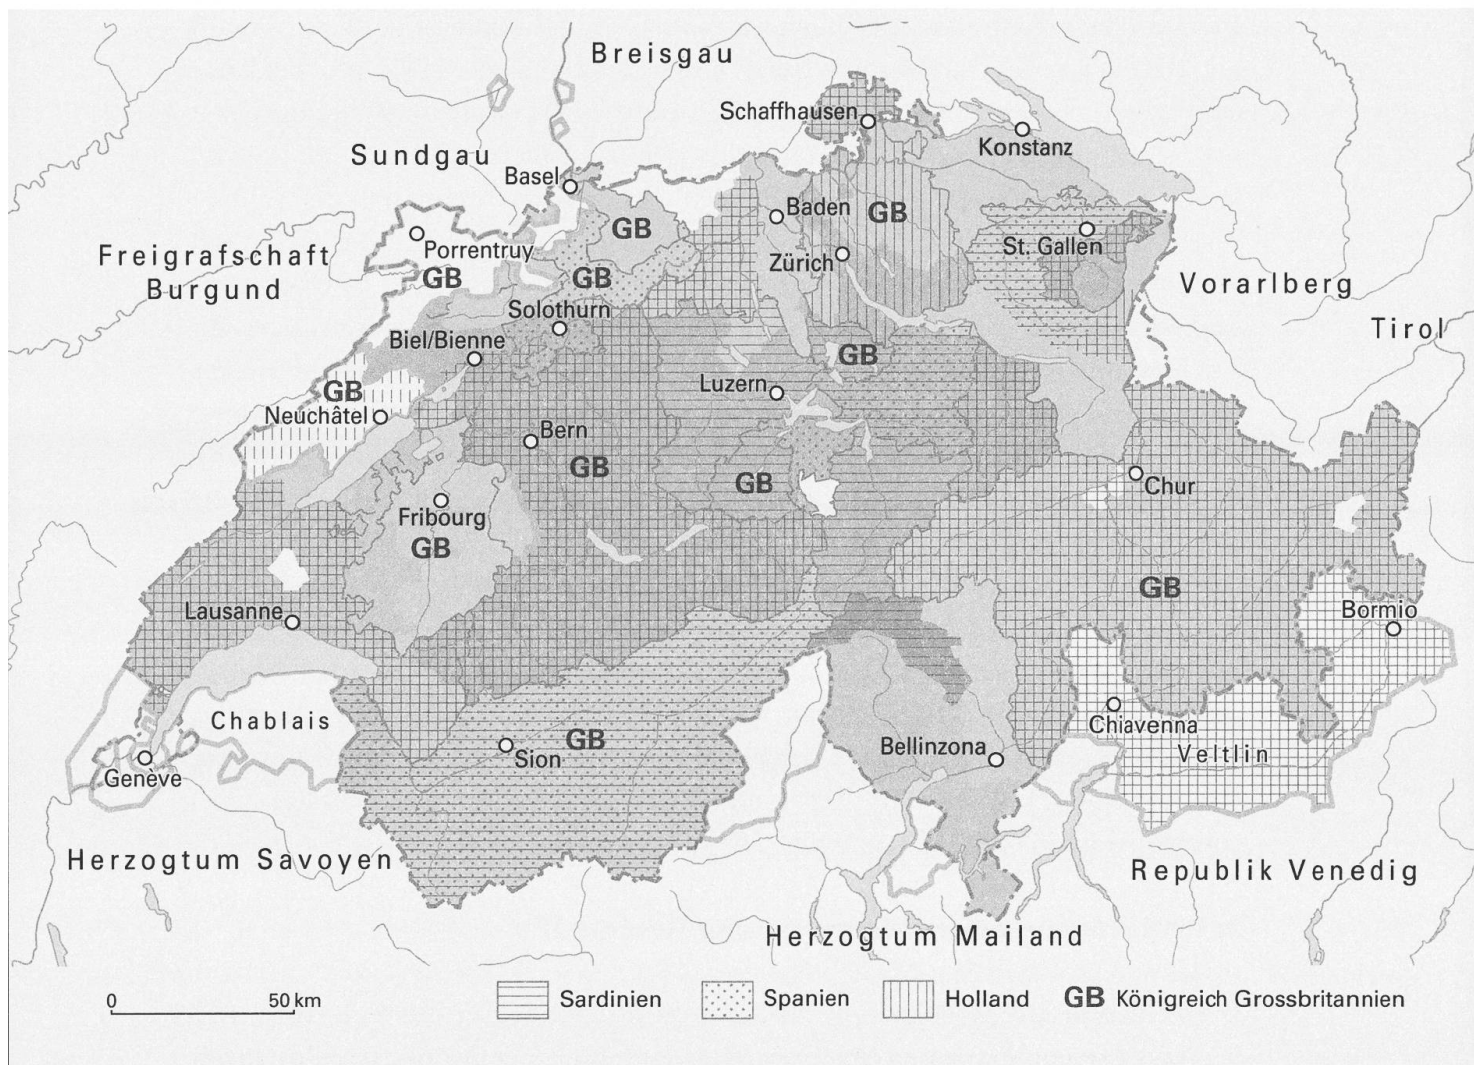 Breisgau
Schaffhausen
Konstanz
Sundgau
Basel
Baden
GB
GB
Freigrafschaft
Burgund
Porrentruy
GB
Zürich
St. Gallen
GB
Vorarlberg
Solothurn
Tirol
Biel/Bienne
GB
GB
Luzern
Neuchâtel
Bern
GB
GB
Chur
Fribourg
GB
GB
Lausanne
Bormio
Chablais
Chiavenna
GB
Sion
Bellinzona
Veltlin
Genève
Herzogtum Savoyen
Republik Venedig
Herzogtum Mailand
0 50 km
Sardinien
Spanien
Holland
GB Königreich Grossbritannien